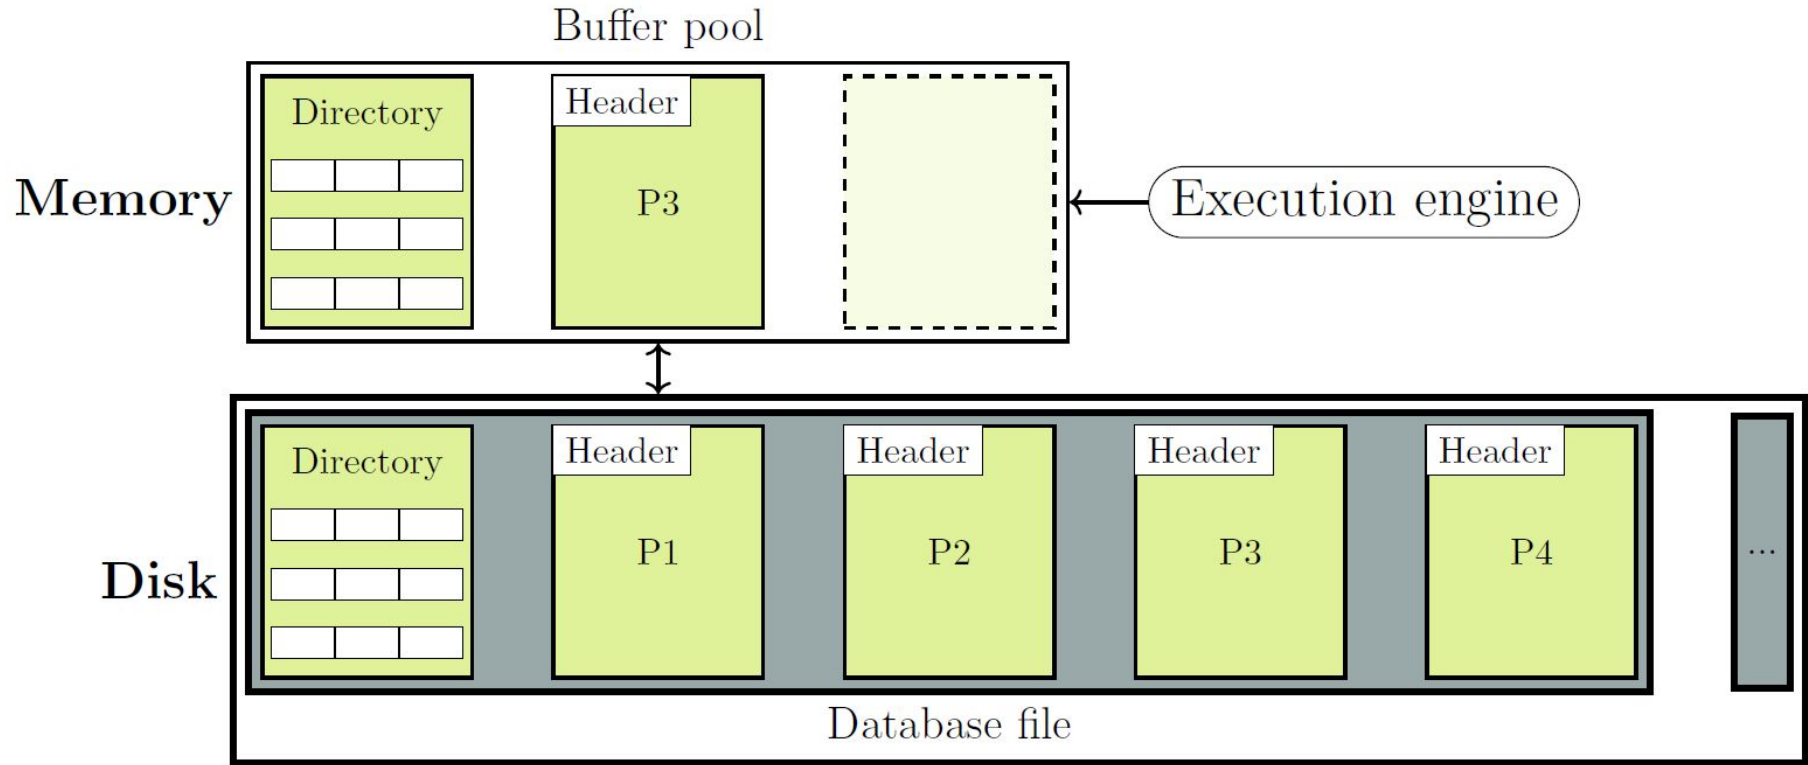 Buffer pool
Directory
Header
P3
Memory
Execution engine
Directory
Header
Header
Header
Header
P1
P2
P3
P4
...
Disk
Database file